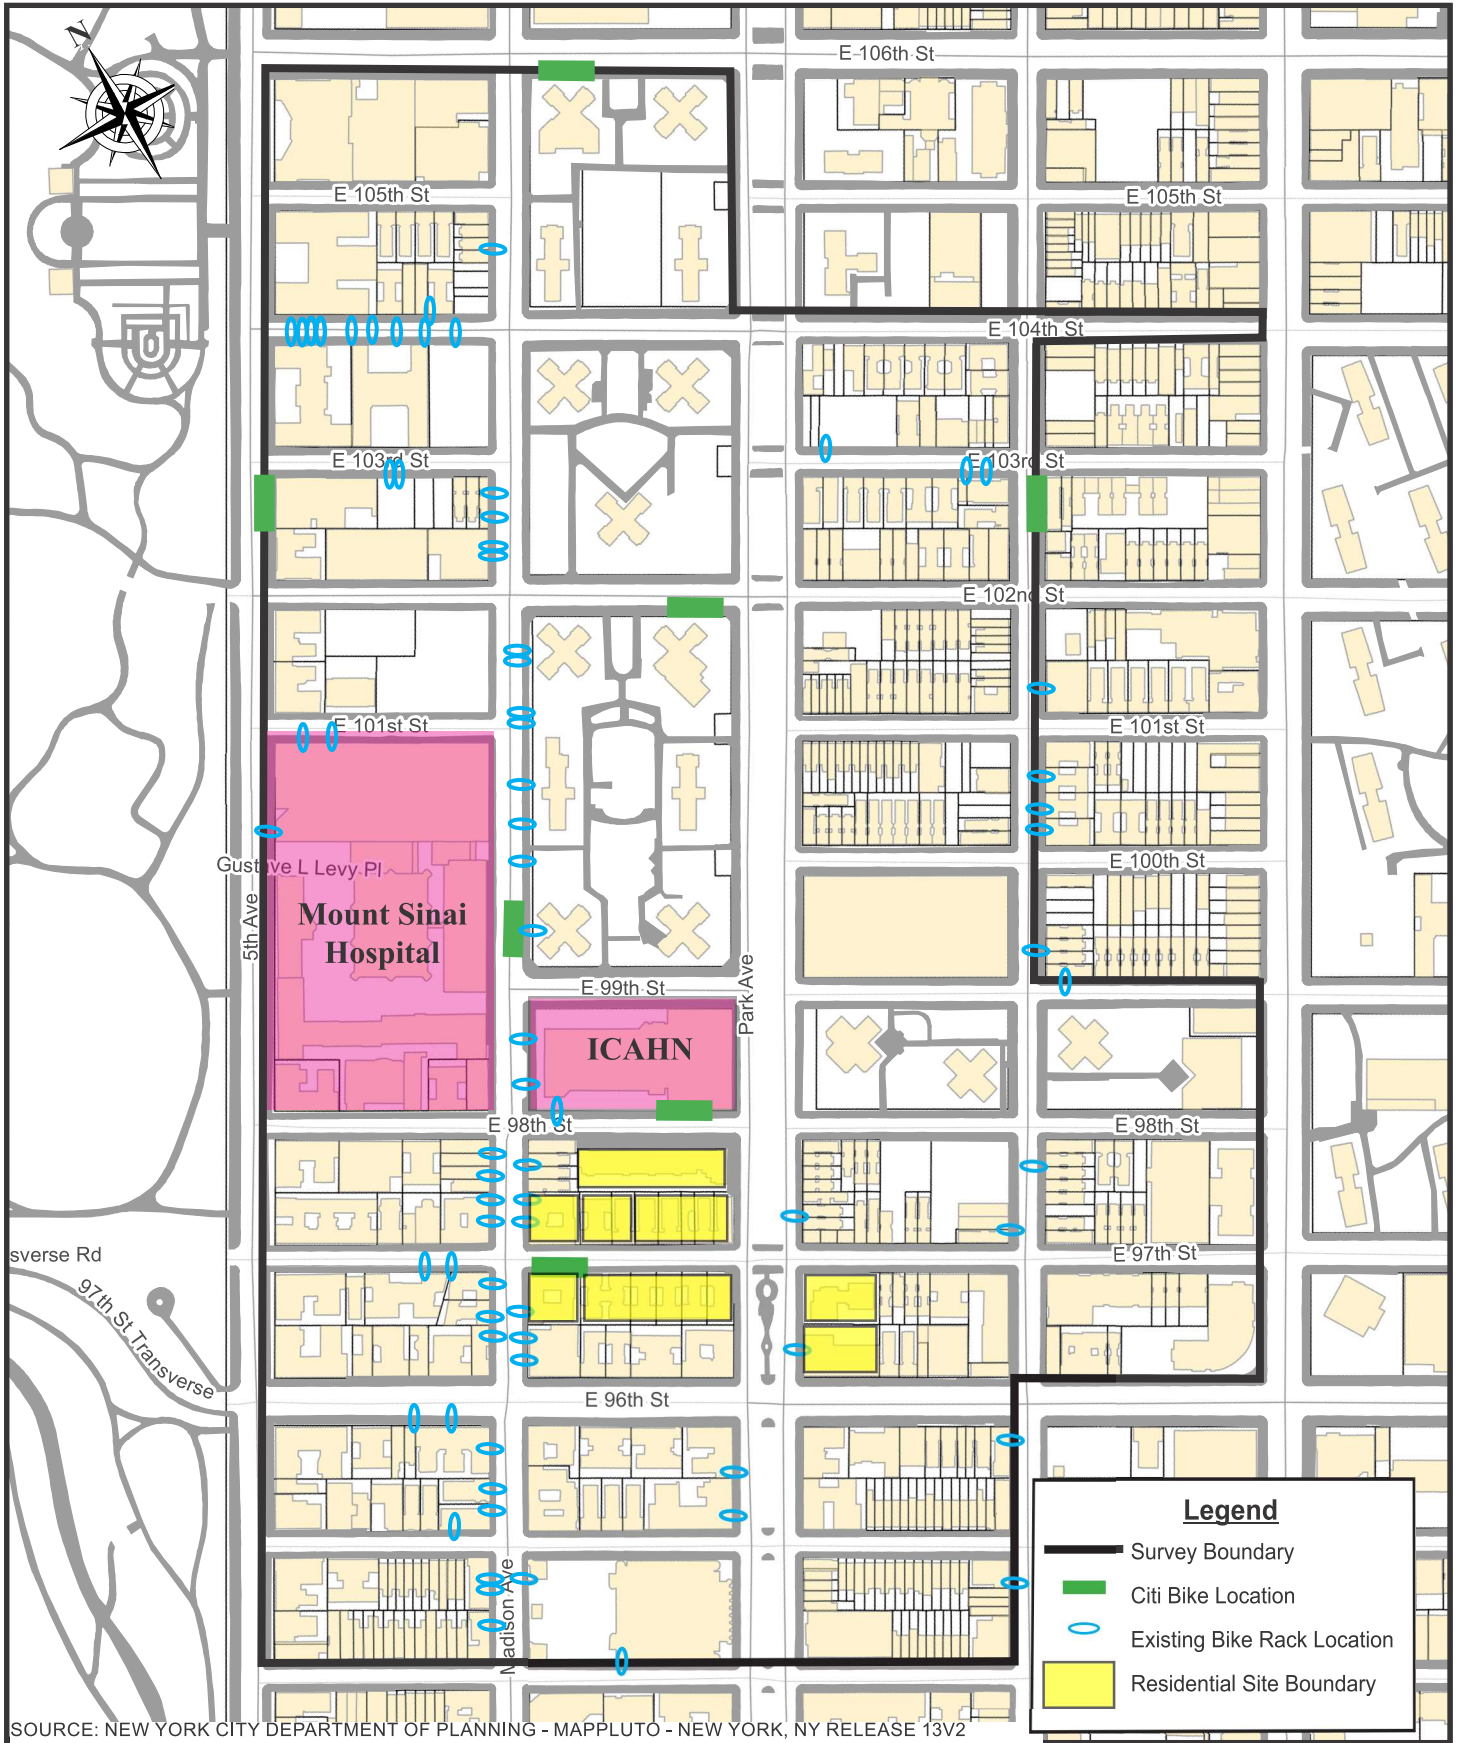 N
E 106th St
E 105th St
E 105th St
E 104th St
E 103rd St
E 103rd St
E 102nd St
E 101st St
E 101st St
Gustave L Levy Pl
E 100th St
Mount Sinai
Hospital
5th Ave
Park Ave
E 99th St
ICAHN
E 98th St
E 98th St
sverse Rd
E 97th St
97th St Transverse
E 96th St
Madison Ave
Legend
Survey Boundary
Citi Bike Location
Existing Bike Rack Location
Residential Site Boundary
SOURCE: NEW YORK CITY DEPARTMENT OF PLANNING - MAPPLUTO - NEW YORK, NY RELEASE 13V2